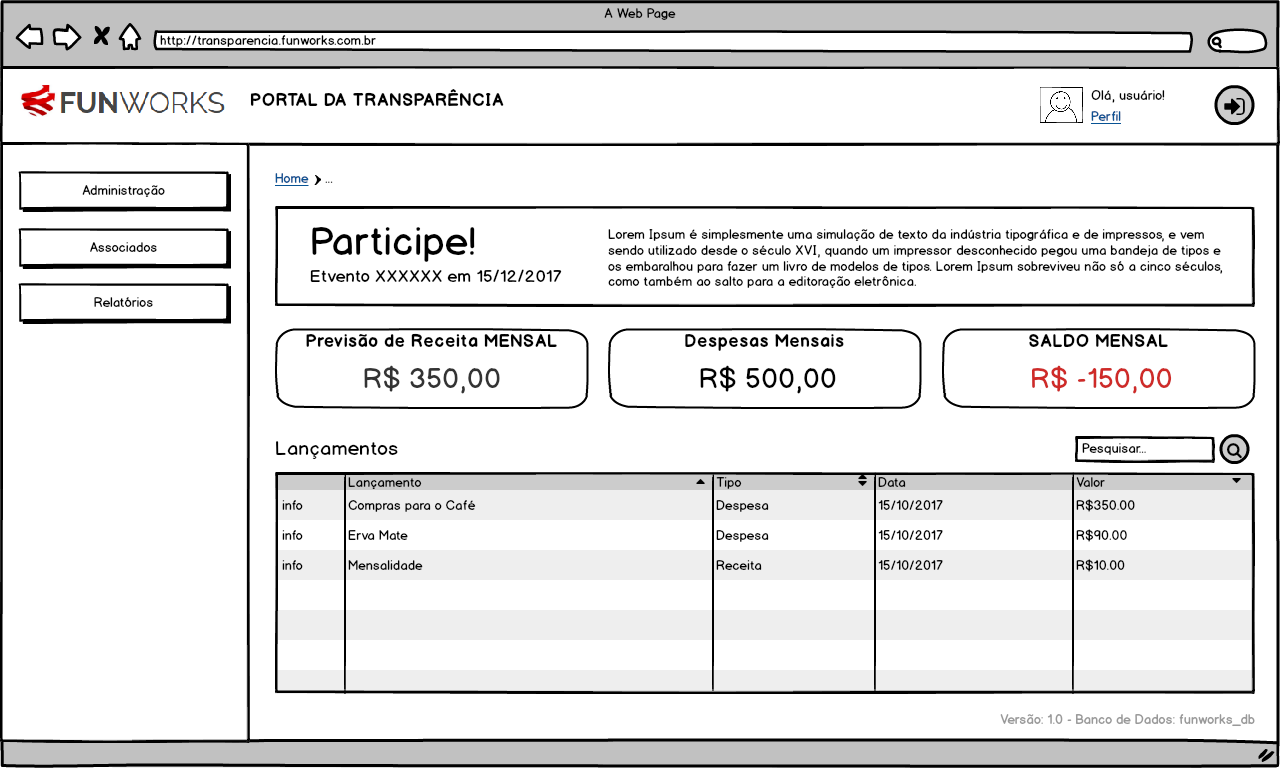 A Web Page
http://transparencia.funworks.com.br
FUNWORKS
PORTAL DA TRANSPARÊNCIA
Olá, usuário!
Perfil
Administração
Associados
Relatórios
Home ...
Participe!
Etvento XXXXXX em 15/12/2017
Lorem Ipsum é simplesmente uma simulação de texto da indústria tipográfica e de impressos, e vem
sendo utilizado desde o século XVI, quando um impressor desconhecido pegou uma bandeja de tipos e
os embaralhou para fazer um livro de modelos de tipos. Lorem Ipsum sobreviveu não só a cinco séculos,
como também ao salto para a editoração eletrônica.
Previsão de Receita MENSAL
R$ 350,00
Despesas Mensais
R$ 500,00
SALDO MENSAL
R$ -150,00
Lançamentos
Pesquisar...
Lançamento Tipo Data Valor
info Compras para o Café Despesa 15/10/2017 R$350.00
info Erva Mate Despesa 15/10/2017 R$90.00
info Mensalidade Receita 15/10/2017 R$10.00
Versão: 1.0 - Banco de Dados: funworks_db